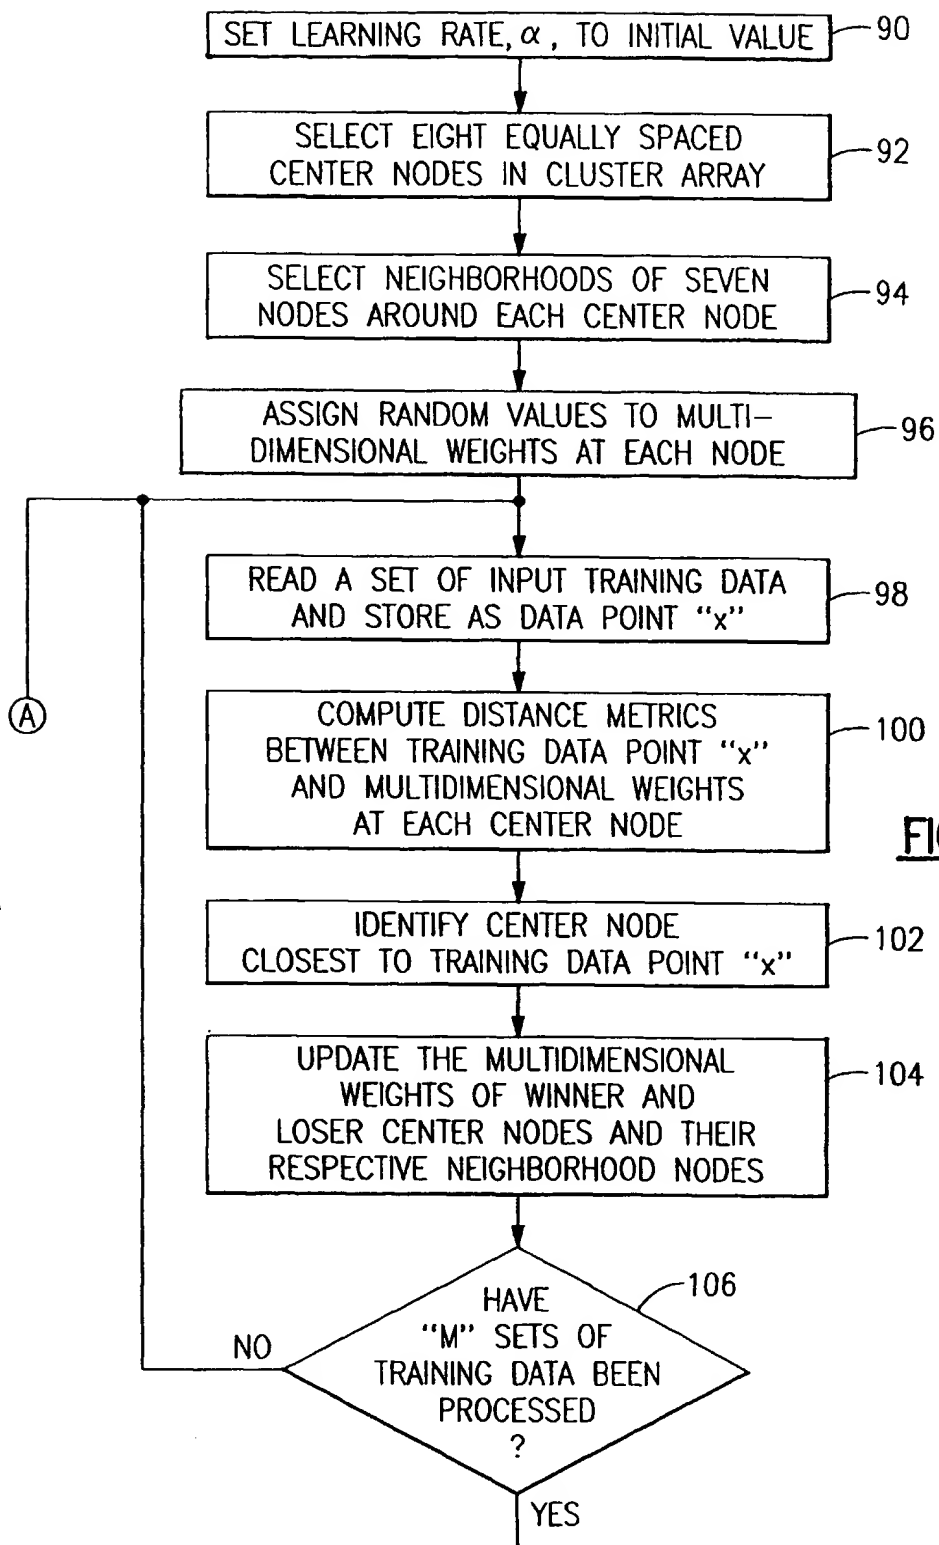 SET LEARNING RATE, α, TO INITIAL VALUE
90
SELECT EIGHT EQUALLY SPACED
CENTER NODES IN CLUSTER ARRAY
92
SELECT NEIGHBORHOODS OF SEVEN
NODES AROUND EACH CENTER NODE
94
ASSIGN RANDOM VALUES TO MULTI-
DIMENSIONAL WEIGHTS AT EACH NODE
96
READ A SET OF INPUT TRAINING DATA
AND STORE AS DATA POINT “x”
98
A
COMPUTE DISTANCE METRICS
BETWEEN TRAINING DATA POINT “x”
AND MULTIDIMENSIONAL WEIGHTS
AT EACH CENTER NODE
100
IDENTIFY CENTER NODE
CLOSEST TO TRAINING DATA POINT “x”
102
UPDATE THE MULTIDIMENSIONAL
WEIGHTS OF WINNER AND
LOSER CENTER NODES AND THEIR
RESPECTIVE NEIGHBORHOOD NODES
104
HAVE
“M” SETS OF
TRAINING DATA BEEN
PROCESSED
?
106
NO
YES